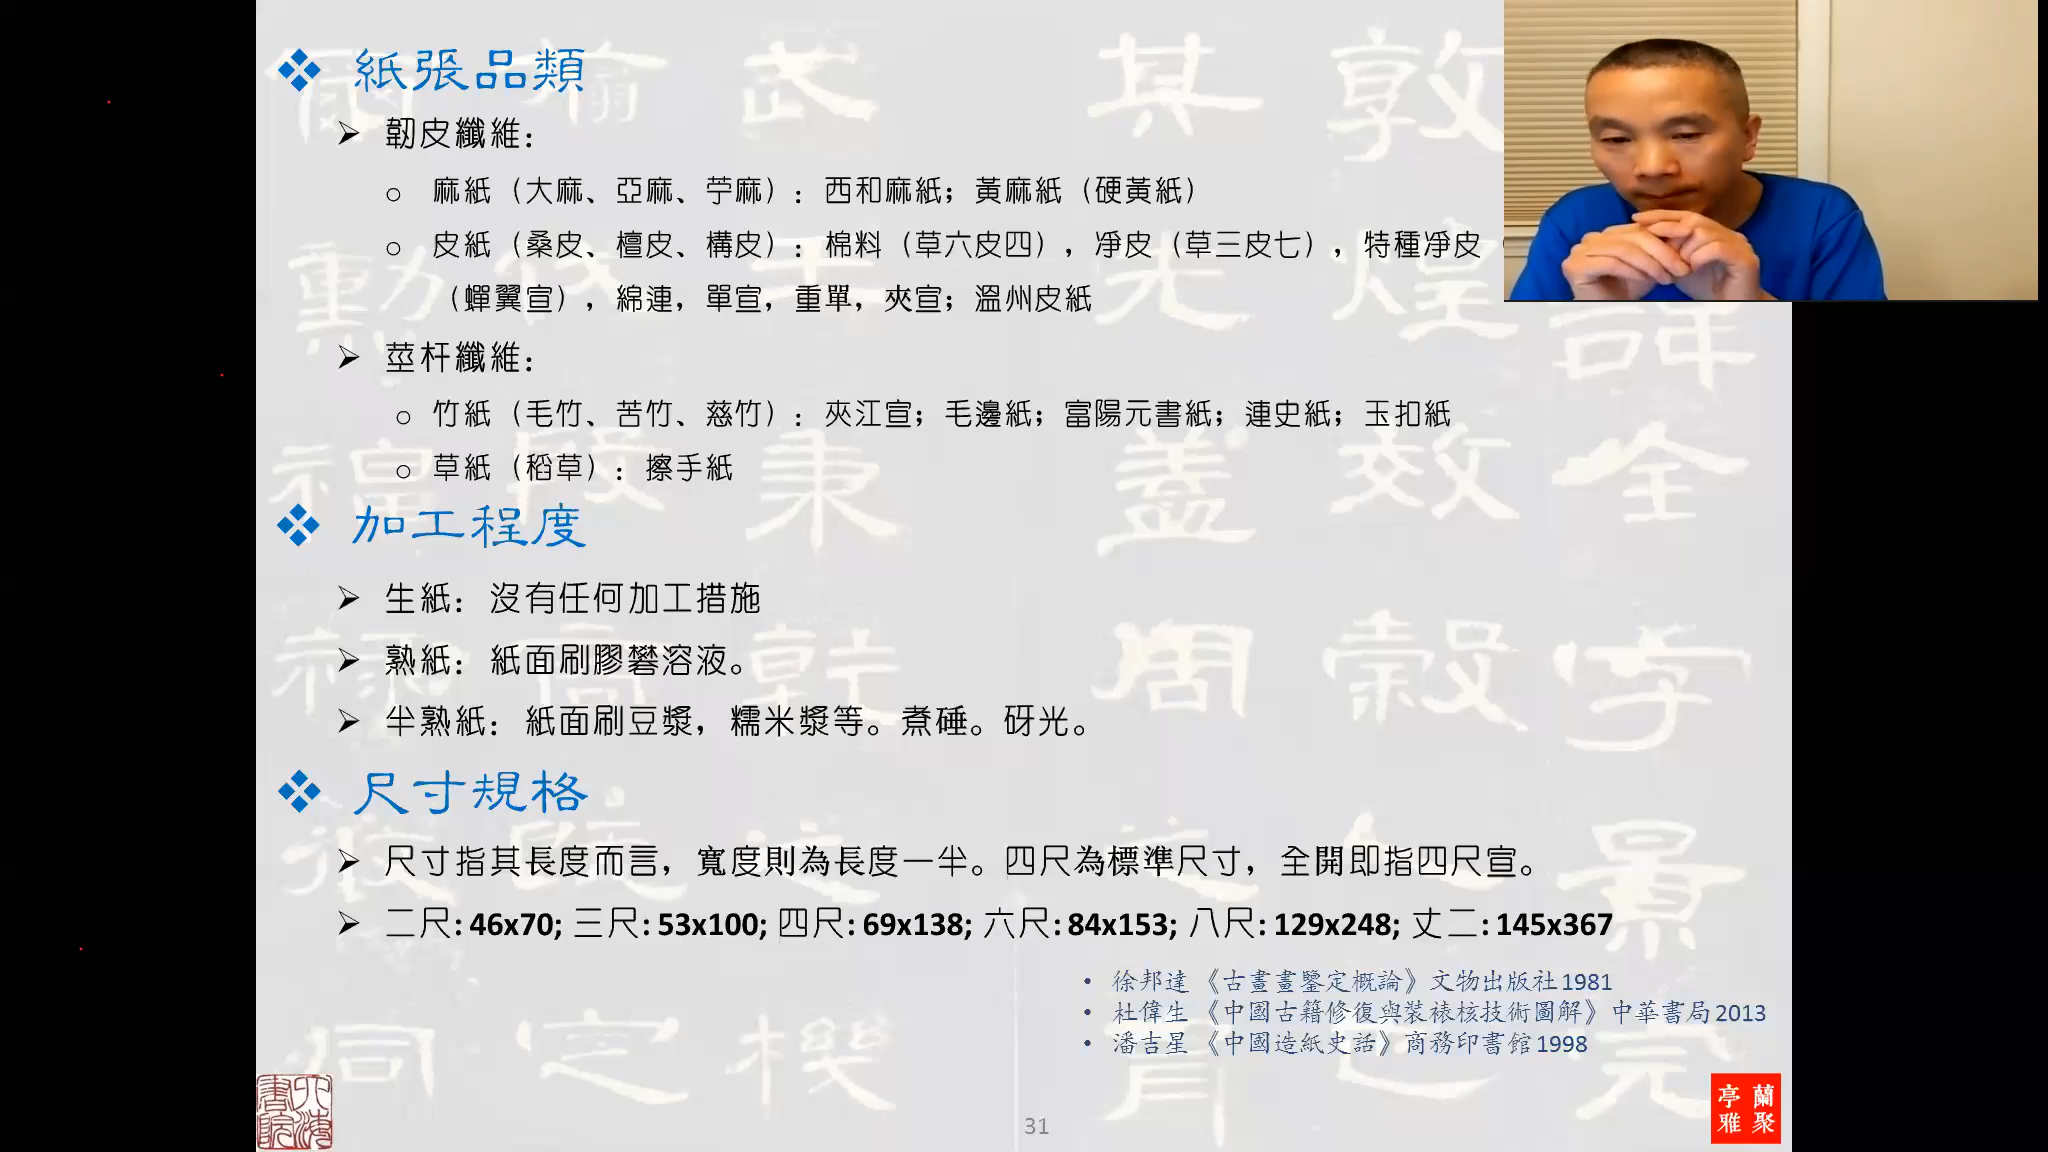 紙張品類
韌皮纖維：
麻紙（大麻、亞麻、苧麻）：西和麻紙；黃麻紙（硬黃紙）
皮紙（桑皮、檀皮、構皮）：棉料（草六皮四），凈皮（草三皮七），特種凈皮
（蟬翼宣），綿連，單宣，重單，夾宣；溫州皮紙
莖杆纖維：
竹紙（毛竹、苦竹、慈竹）：夾江宣；毛邊紙；富陽元書紙；連史紙；玉扣紙
草紙（稻草）：擦手紙
加工程度
生紙：沒有任何加工措施
熟紙：紙面刷膠礬溶液。
半熟紙：紙面刷豆漿，糯米漿等。煮硾。砑光。
尺寸規格
尺寸指其長度而言，寬度則為長度一半。四尺為標準尺寸，全開即指四尺宣。
二尺: 46x70; 三尺: 53x100; 四尺: 69x138; 六尺: 84x153; 八尺: 129x248; 丈二: 145x367
徐邦達《古畫畫鑒定概論》文物出版社1981
杜偉生《中國古籍修復與裝裱核技術圖解》中華書局2013
潘吉星《中國造紙史話》商務印書館1998
31
蘭聚
亭雅